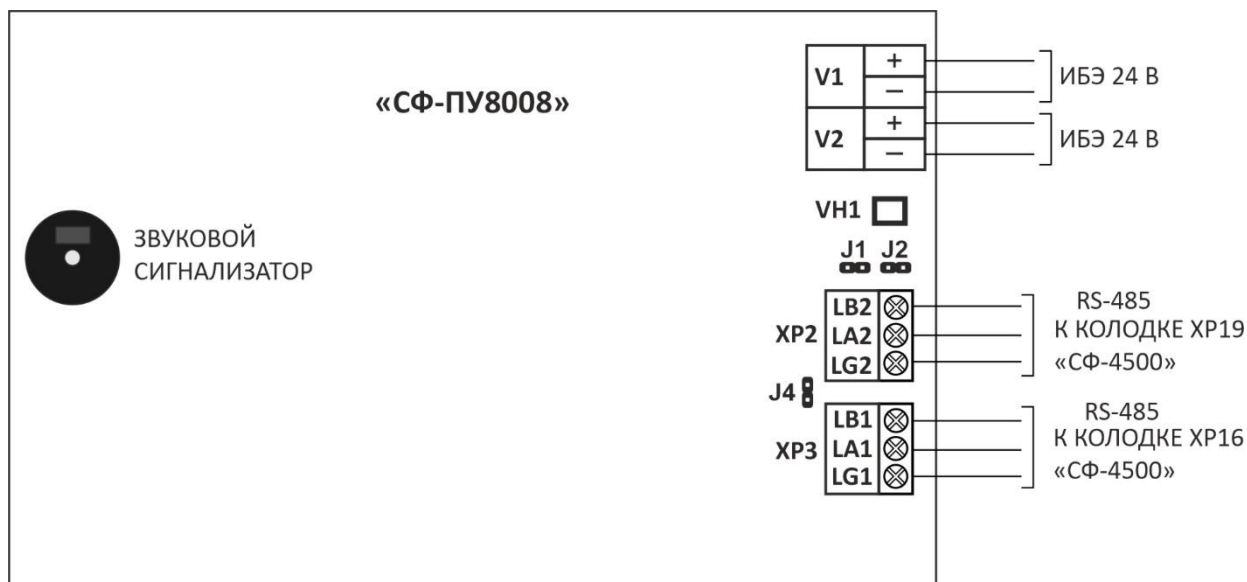 «СФ-ПУ8008»
V1
+
–
ИБЭ 24 В
V2
+
–
ИБЭ 24 В
VH1
J1 J2
ЗВУКОВОЙ
СИГНАЛИЗАТОР
XP2
LB2
LA2
LG2
RS-485
К КОЛОДКЕ XP19
«СФ-4500»
J4
XP3
LB1
LA1
LG1
RS-485
К КОЛОДКЕ XP16
«СФ-4500»